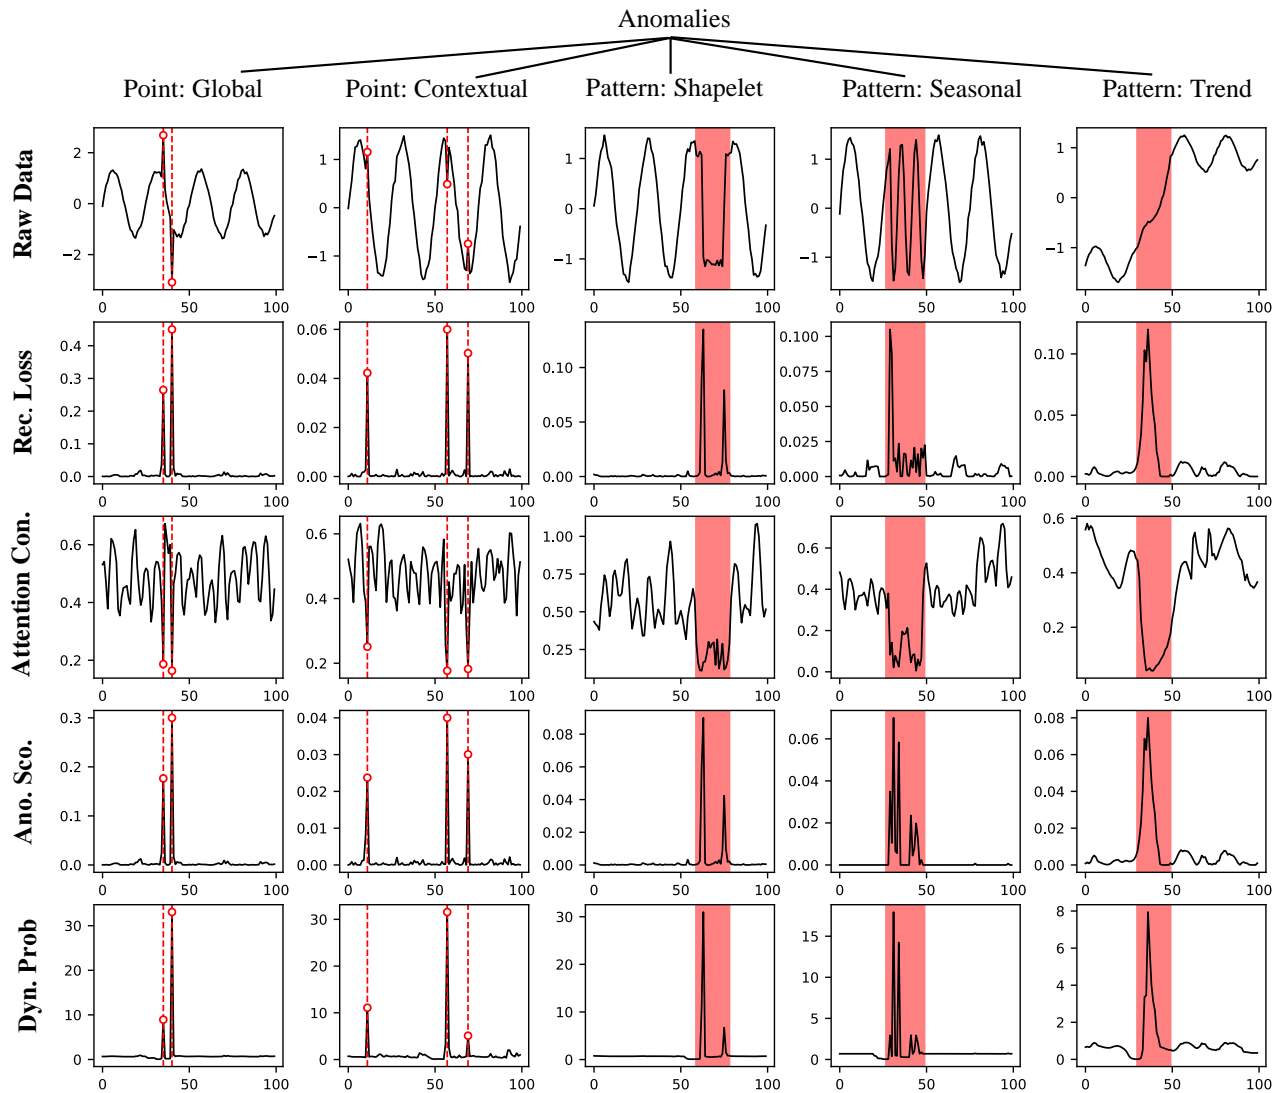 Anomalies
Point: Global Point: Contextual Pattern: Shapelet Pattern: Seasonal Pattern: Trend
Raw Data
2 0 −2 0 50 100
1 0 −1 0 50 100
1 0 −1 0 50 100
1 0 −1 0 50 100
1 0 −1 0 50 100
Rec. Loss
0.4 0.3 0.2 0.1 0.0 0 50 100
0.06 0.04 0.02 0.00 0 50 100
0.10 0.05 0.00 0 50 100
0.100 0.075 0.050 0.025 0.000 0 50 100
0.10 0.05 0.00 0 50 100
Attention Con.
0.6 0.4 0.2 0 50 100
0.6 0.4 0.2 0 50 100
1.00 0.75 0.50 0.25 0 50 100
0.6 0.4 0.2 0.0 0 50 100
0.6 0.4 0.2 0 50 100
Ano. Sco.
0.3 0.2 0.1 0.0 0 50 100
0.04 0.03 0.02 0.01 0.00 0 50 100
0.08 0.06 0.04 0.02 0.00 0 50 100
0.06 0.04 0.02 0.00 0 50 100
0.08 0.06 0.04 0.02 0.00 0 50 100
Dyn. Prob
30 20 10 0 0 50 100
30 20 10 0 0 50 100
30 20 10 0 0 50 100
15 10 5 0 0 50 100
8 6 4 2 0 0 50 100